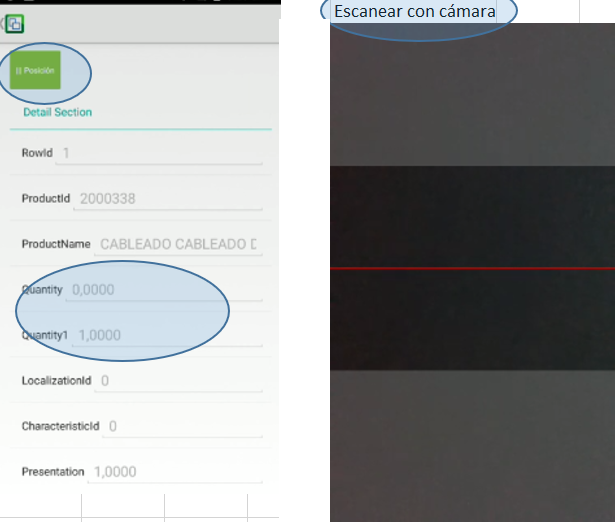 Escanear con cámara
|| Posición
Detail Section
RowId 1
ProductId 2000338
ProductName CABLEADO CABLEADO D
Quantity 0,0000
Quantity1 1,0000
LocalizationId 0
CharacteristicId 0
Presentation 1,0000